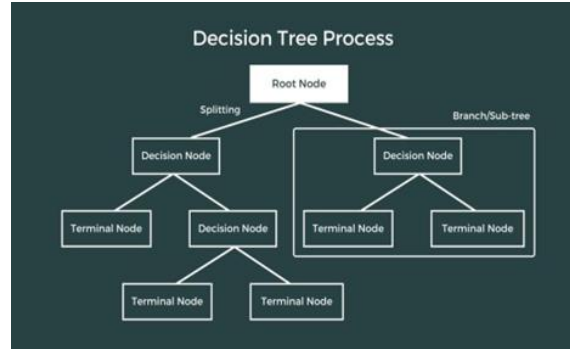 Decision Tree Process
Root Node
Splitting
Branch/Sub-tree
Decision Node
Decision Node
Terminal Node
Decision Node
Terminal Node
Terminal Node
Terminal Node
Terminal Node